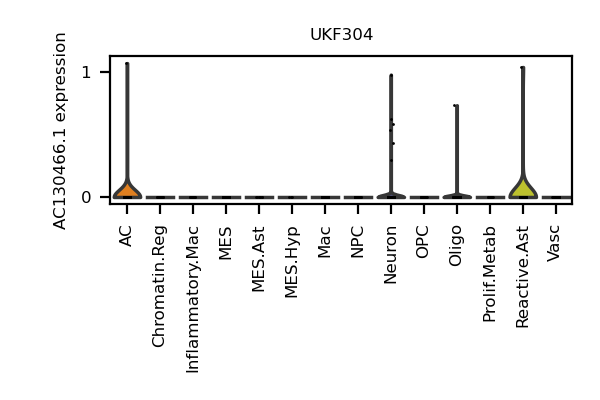 UKF304
AC130466.1 expression
1
0
AC
Chromatin.Reg
Inflammatory.Mac
MES
MES.Ast
MES.Hyp
Mac
NPC
Neuron
OPC
Oligo
Prolif.Metab
Reactive.Ast
Vasc